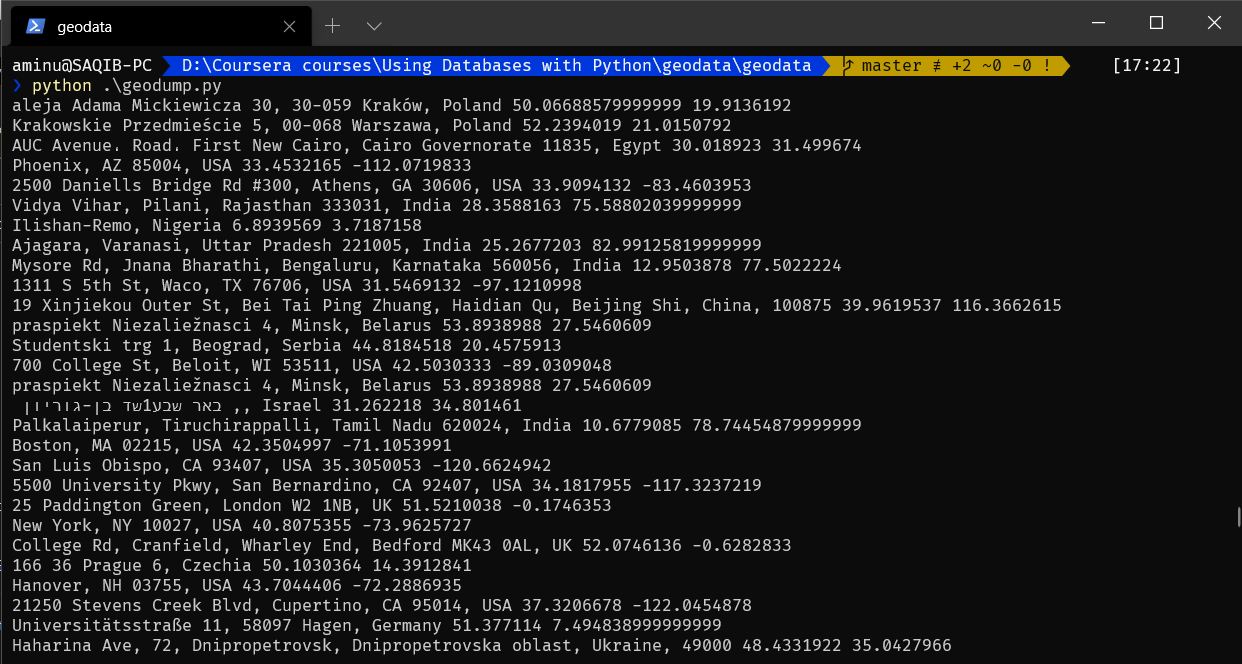 geodata
aminu@SAQIB-PC D:\Coursera courses\Using Databases with Python\geodata\geodata master ≢ +2 ~0 -0 ! [17:22]
❯ python .\geodump.py
aleja Adama Mickiewicza 30, 30-059 Kraków, Poland 50.06688579999999 19.9136192
Krakowskie Przedmieście 5, 00-068 Warszawa, Poland 52.2394019 21.0150792
AUC Avenue، Road، First New Cairo, Cairo Governorate 11835, Egypt 30.018923 31.499674
Phoenix, AZ 85004, USA 33.4532165 -112.0719833
2500 Daniells Bridge Rd #300, Athens, GA 30606, USA 33.9094132 -83.4603953
Vidya Vihar, Pilani, Rajasthan 333031, India 28.3588163 75.58802039999999
Ilishan-Remo, Nigeria 6.8939569 3.7187158
Ajagara, Varanasi, Uttar Pradesh 221005, India 25.2677203 82.99125819999999
Mysore Rd, Jnana Bharathi, Bengaluru, Karnataka 560056, India 12.9503878 77.5022224
1311 S 5th St, Waco, TX 76706, USA 31.5469132 -97.1210998
19 Xinjiekou Outer St, Bei Tai Ping Zhuang, Haidian Qu, Beijing Shi, China, 100875 39.9619537 116.3662615
praspiekt Niezaliežnasci 4, Minsk, Belarus 53.8938988 27.5460609
Studentski trg 1, Beograd, Serbia 44.8184518 20.4575913
700 College St, Beloit, WI 53511, USA 42.5030333 -89.0309048
praspiekt Niezaliežnasci 4, Minsk, Belarus 53.8938988 27.5460609
באר שבע1שד בן-גוריון ,, Israel 31.262218 34.801461
Palkalaiperur, Tiruchirappalli, Tamil Nadu 620024, India 10.6779085 78.74454879999999
Boston, MA 02215, USA 42.3504997 -71.1053991
San Luis Obispo, CA 93407, USA 35.3050053 -120.6624942
5500 University Pkwy, San Bernardino, CA 92407, USA 34.1817955 -117.3237219
25 Paddington Green, London W2 1NB, UK 51.5210038 -0.1746353
New York, NY 10027, USA 40.8075355 -73.9625727
College Rd, Cranfield, Wharley End, Bedford MK43 0AL, UK 52.0746136 -0.6282833
166 36 Prague 6, Czechia 50.1030364 14.3912841
Hanover, NH 03755, USA 43.7044406 -72.2886935
21250 Stevens Creek Blvd, Cupertino, CA 95014, USA 37.3206678 -122.0454878
Universitätsstraße 11, 58097 Hagen, Germany 51.377114 7.494838999999999
Haharina Ave, 72, Dnipropetrovsk, Dnipropetrovska oblast, Ukraine, 49000 48.4331922 35.0427966